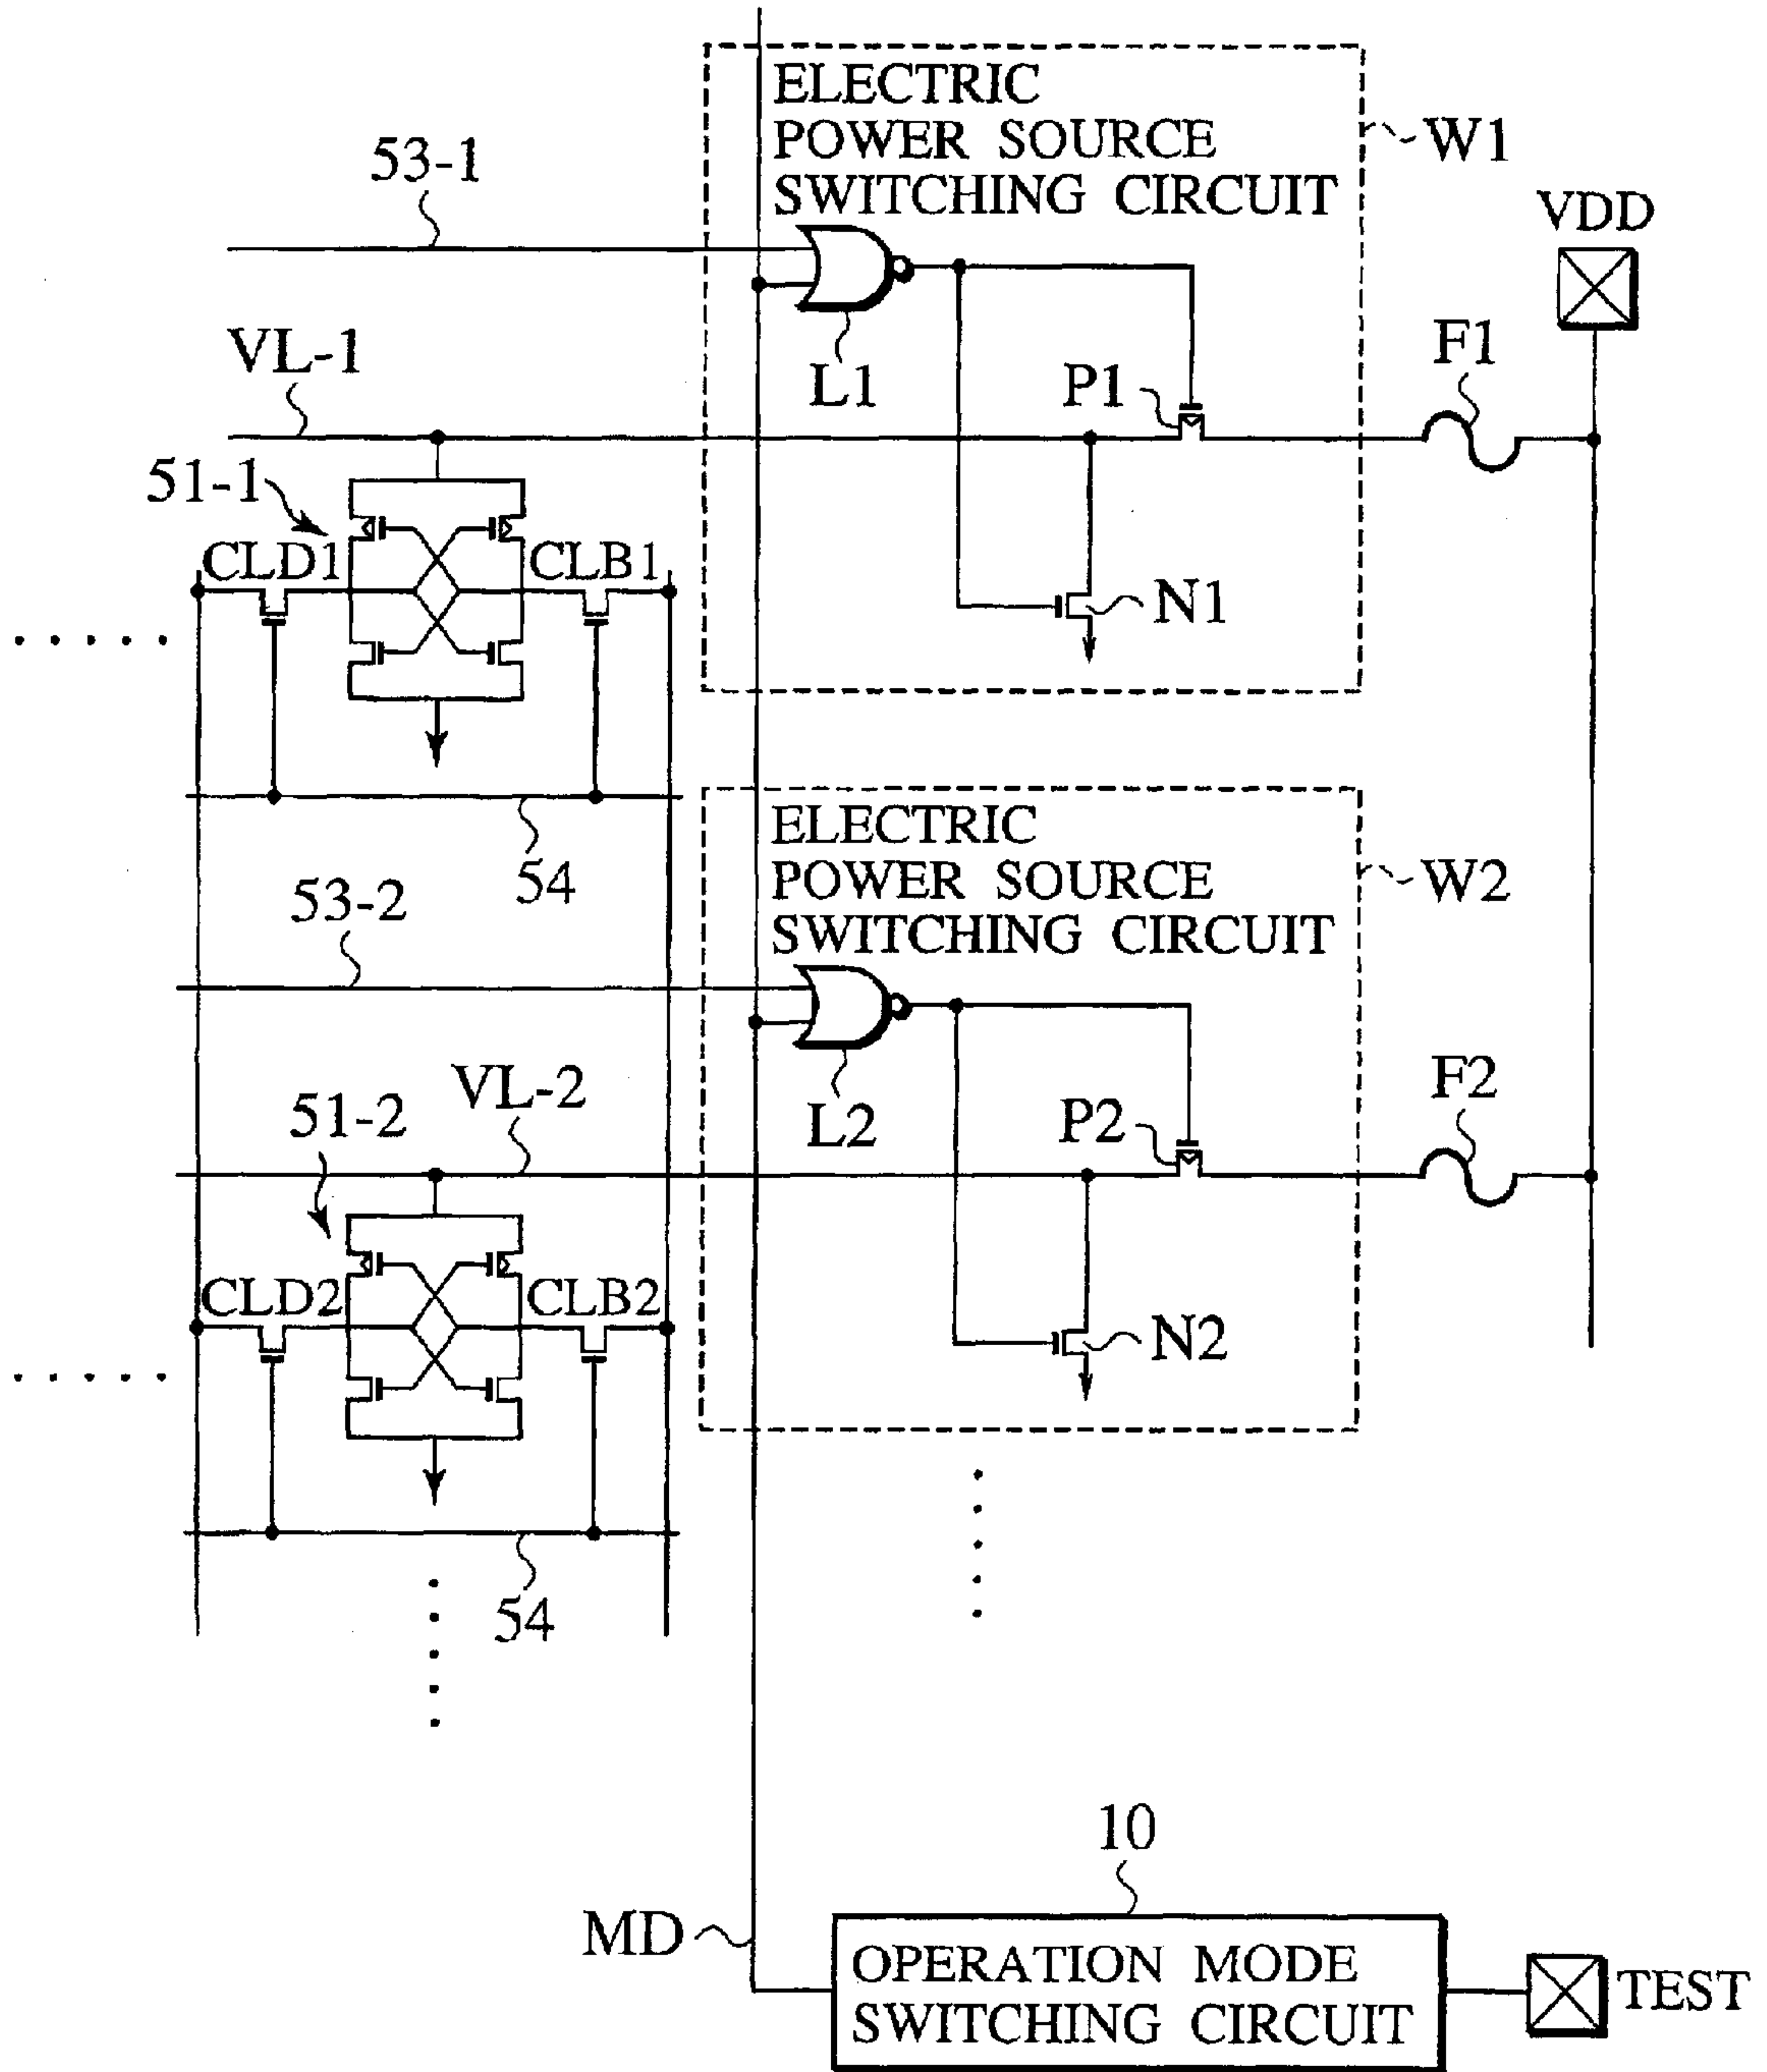 ELECTRIC
POWER SOURCE
SWITCHING CIRCUIT
W1
53-1
VDD
L1
VL-1
P1
F1
51-1
CLD1
CLB1
N1
54
ELECTRIC
POWER SOURCE
SWITCHING CIRCUIT
W2
53-2
L2
VL-2
P2
F2
51-2
CLD2
CLB2
N2
54
10
MD
OPERATION MODE
SWITCHING CIRCUIT
TEST